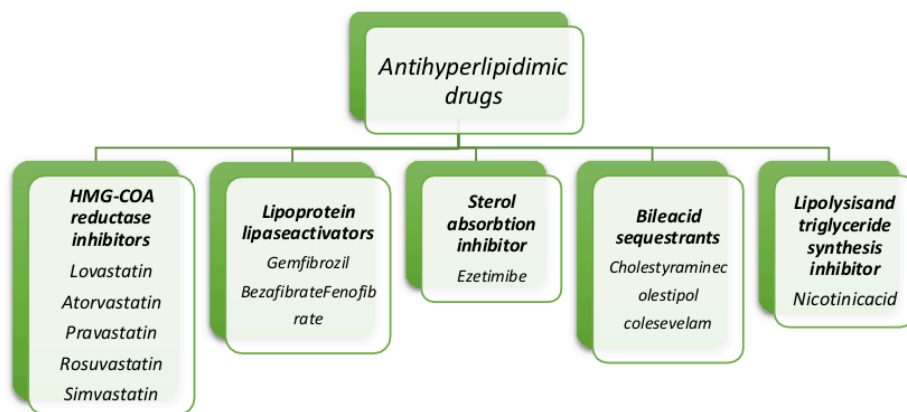 Antihyperlipidimic
drugs
HMG-COA
reductase
inhibitors
Lovastatin
Atorvastatin
Pravastatin
Rosuvastatin
Simvastatin
Lipoprotein
lipaseactivators
Gemfibrozil
BezafibrateFenofib
rate
Sterol
absorbtion
inhibitor
Ezetimibe
Bileacid
sequestrants
Cholestyraminec
olestipol
colesevelam
Lipolysisand
triglyceride
synthesis
inhibitor
Nicotinicacid